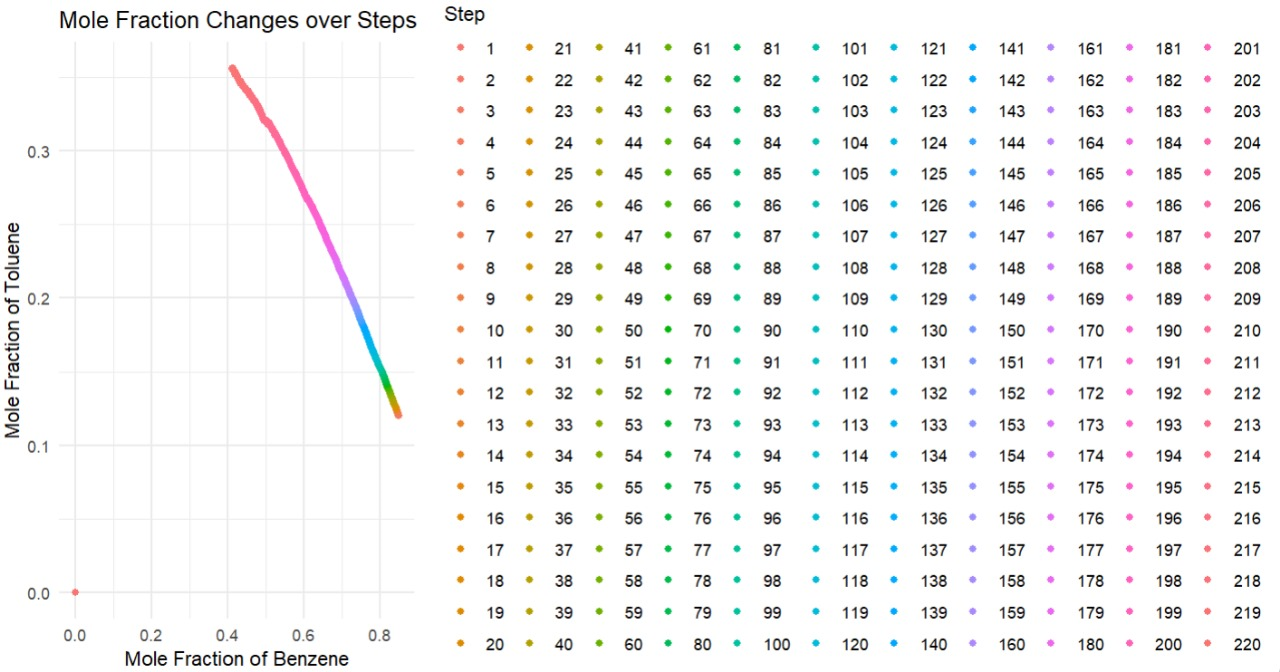 Mole Fraction Changes over Steps
Mole Fraction of Toluene
0.3
0.2
0.1
0.0
0.0 0.2 0.4 0.6 0.8
Mole Fraction of Benzene
Step
1 21 41 61 81 101 121 141 161 181 201
2 22 42 62 82 102 122 142 162 182 202
3 23 43 63 83 103 123 143 163 183 203
4 24 44 64 84 104 124 144 164 184 204
5 25 45 65 85 105 125 145 165 185 205
6 26 46 66 86 106 126 146 166 186 206
7 27 47 67 87 107 127 147 167 187 207
8 28 48 68 88 108 128 148 168 188 208
9 29 49 69 89 109 129 149 169 189 209
10 30 50 70 90 110 130 150 170 190 210
11 31 51 71 91 111 131 151 171 191 211
12 32 52 72 92 112 132 152 172 192 212
13 33 53 73 93 113 133 153 173 193 213
14 34 54 74 94 114 134 154 174 194 214
15 35 55 75 95 115 135 155 175 195 215
16 36 56 76 96 116 136 156 176 196 216
17 37 57 77 97 117 137 157 177 197 217
18 38 58 78 98 118 138 158 178 198 218
19 39 59 79 99 119 139 159 179 199 219
20 40 60 80 100 120 140 160 180 200 220